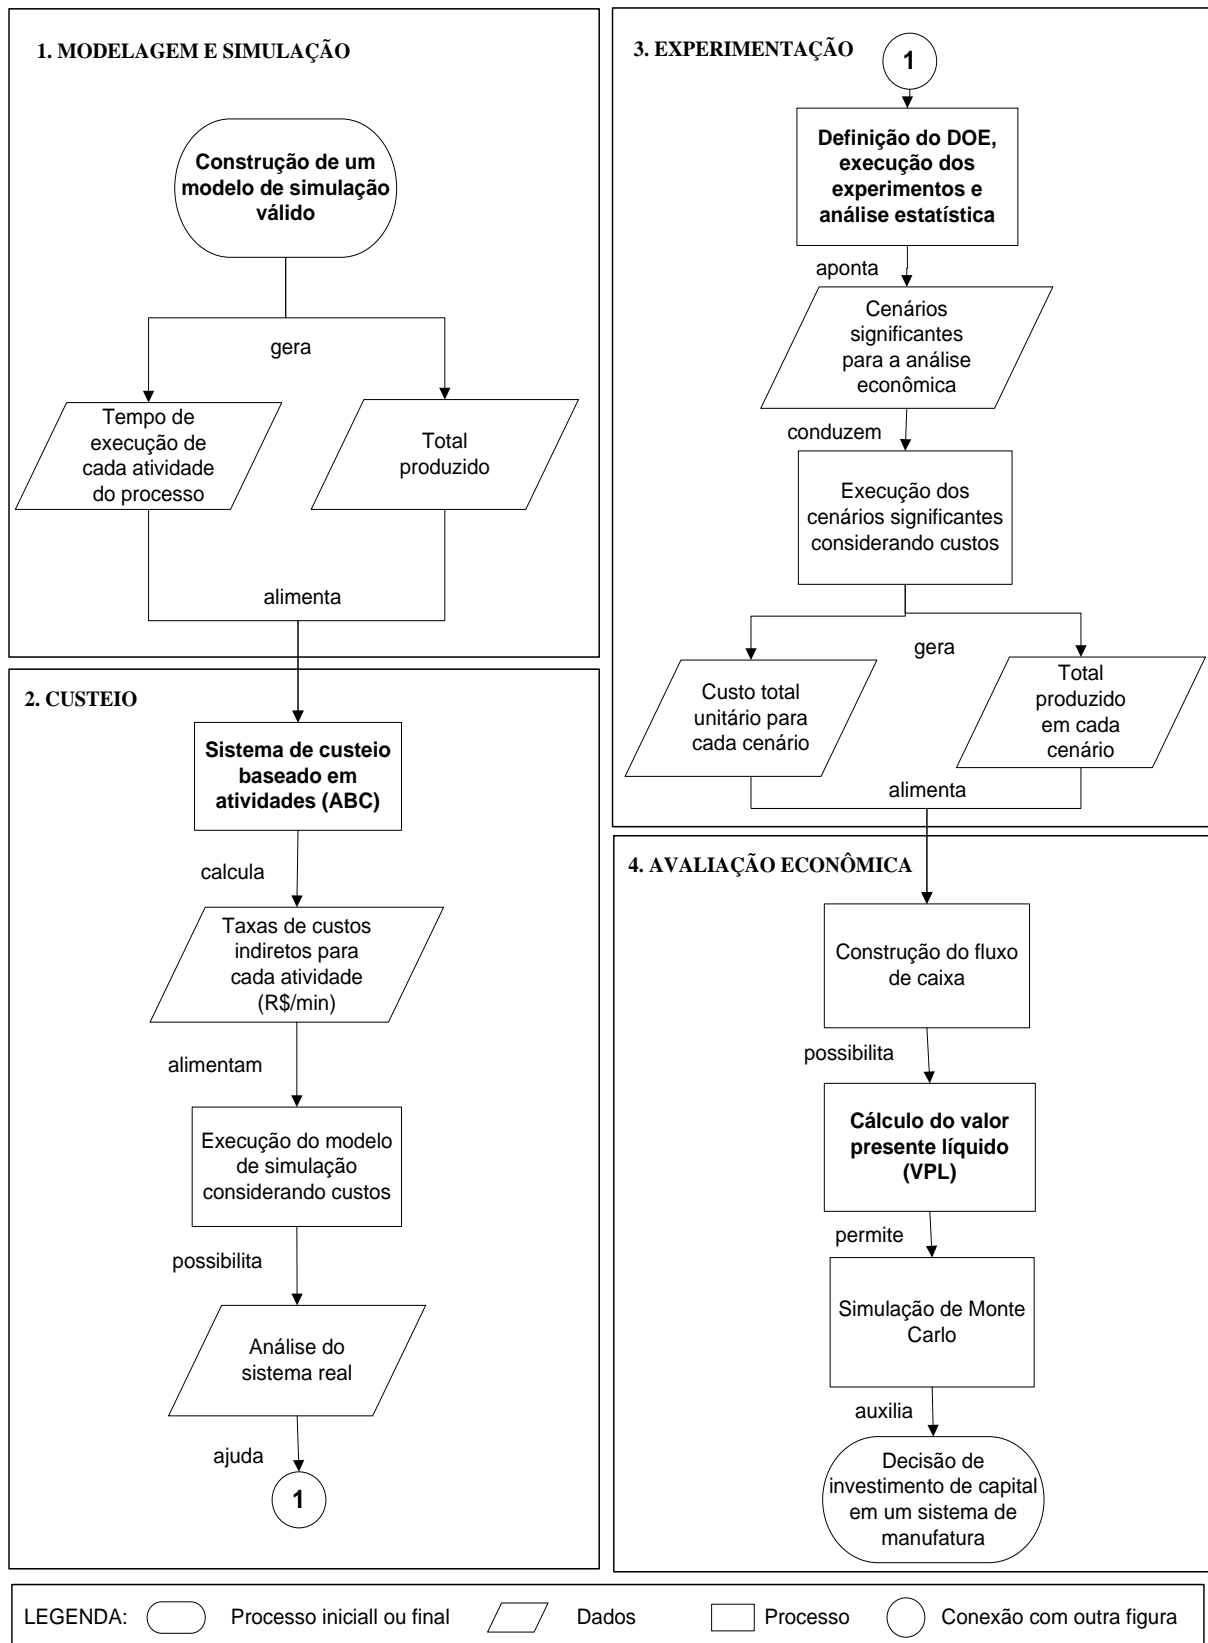 1. MODELAGEM E SIMULAÇÃO
Construção de um
modelo de simulação
válido
gera
Tempo de
execução de
cada atividade
do processo
Total
produzido
alimenta
2. CUSTEIO
Sistema de custeio
baseado em
atividades (ABC)
calcula
Taxas de custos
indiretos para
cada atividade
(R$/min)
alimentam
Execução do modelo
de simulação
considerando custos
possibilita
Análise do
sistema real
ajuda
1
3. EXPERIMENTAÇÃO
1
Definição do DOE,
execução dos
experimentos e
análise estatística
aponta
Cenários
significantes
para a análise
econômica
conduzem
Execução dos
cenários significantes
considerando custos
gera
Custo total
unitário para
cada cenário
Total
produzido
em cada
cenário
alimenta
4. AVALIAÇÃO ECONÔMICA
Construção do fluxo
de caixa
possibilita
Cálculo do valor
presente líquido
(VPL)
permite
Simulação de Monte
Carlo
auxilia
Decisão de
investimento de capital
em um sistema de
manufatura
LEGENDA: Processo iniciall ou final Dados Processo Conexão com outra figura